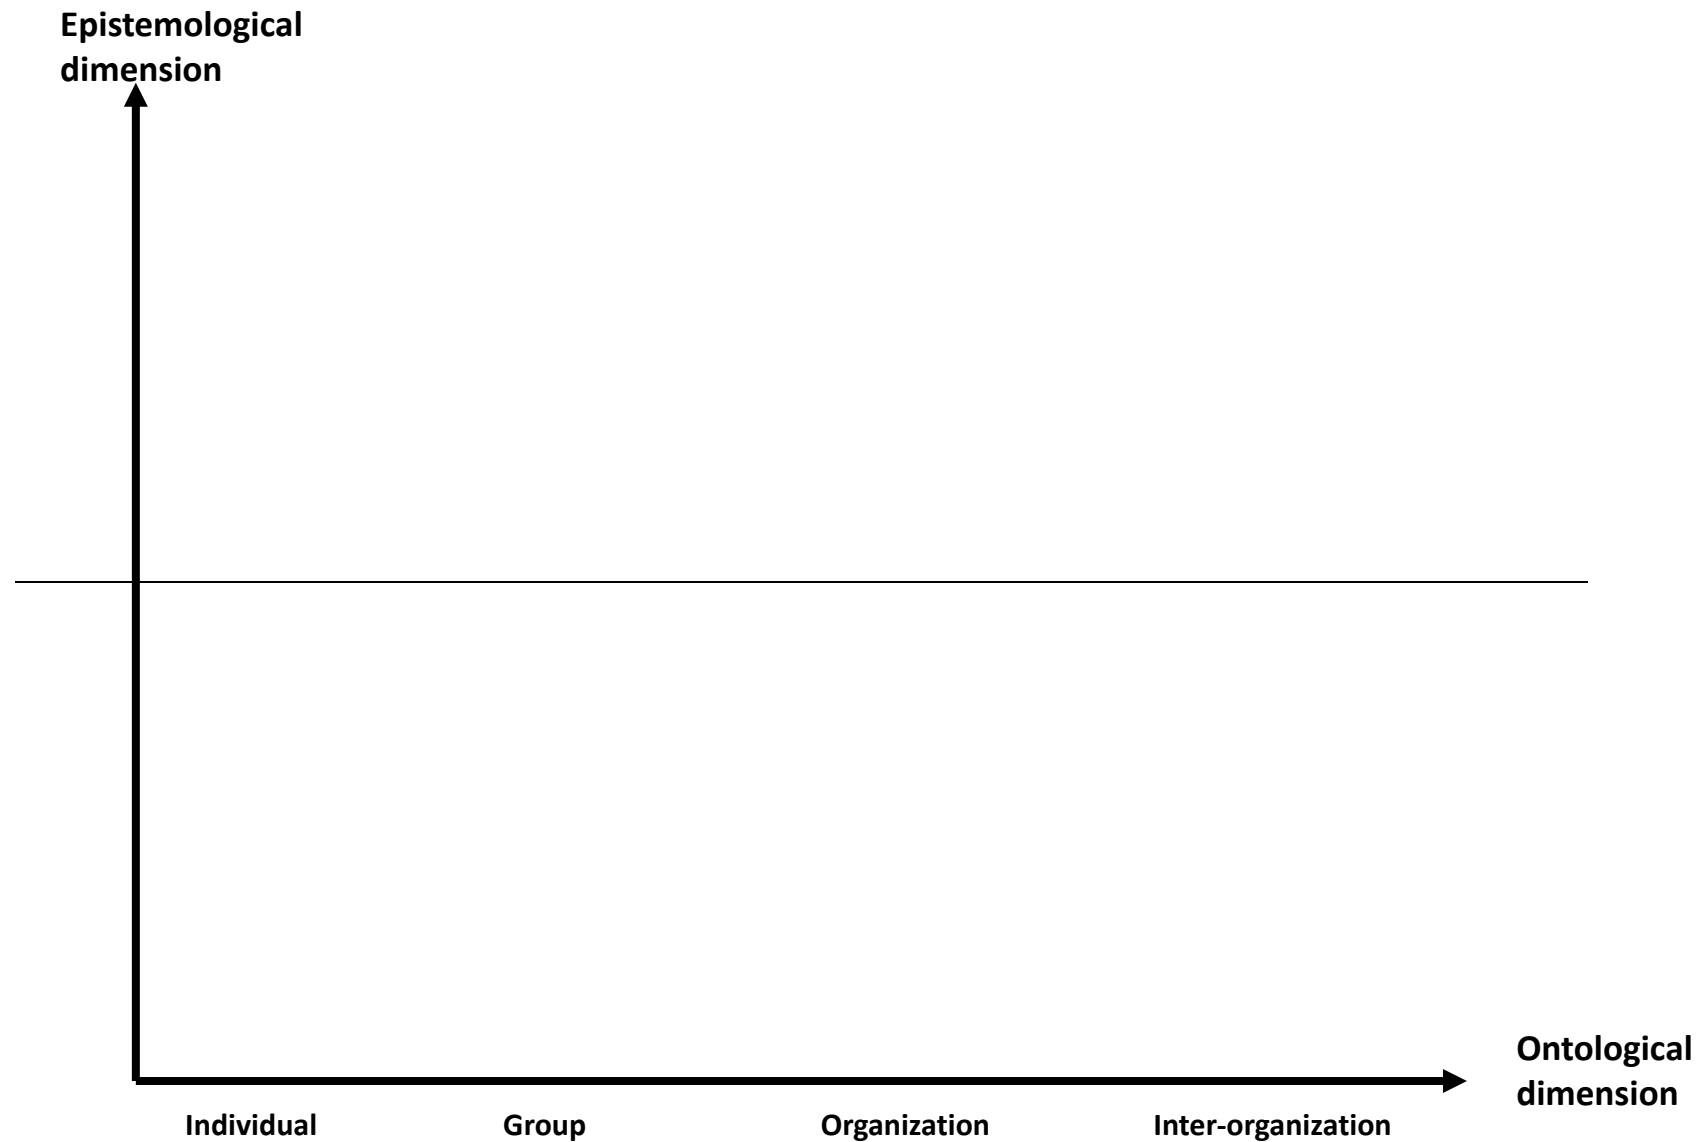 Epistemological
dimension
Ontological
dimension
Individual Group Organization Inter-organization